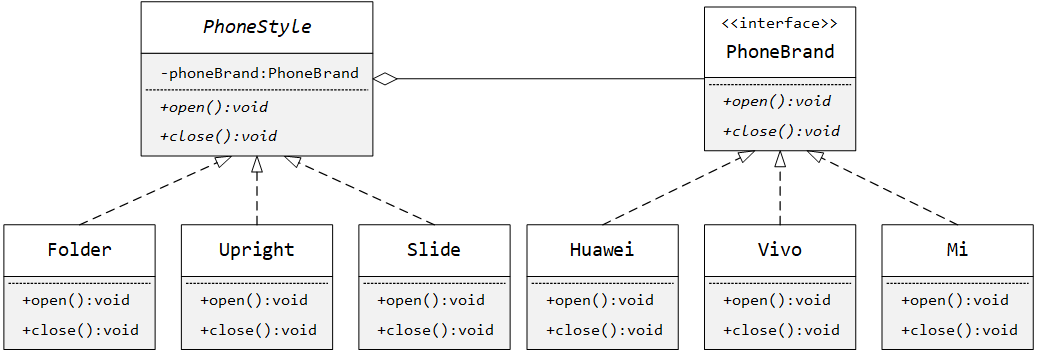 PhoneStyle
-phoneBrand:PhoneBrand
+open():void
+close():void
<<interface>>
PhoneBrand
+open():void
+close():void
Folder
+open():void
+close():void
Upright
+open():void
+close():void
Slide
+open():void
+close():void
Huawei
+open():void
+close():void
Vivo
+open():void
+close():void
Mi
+open():void
+close():void